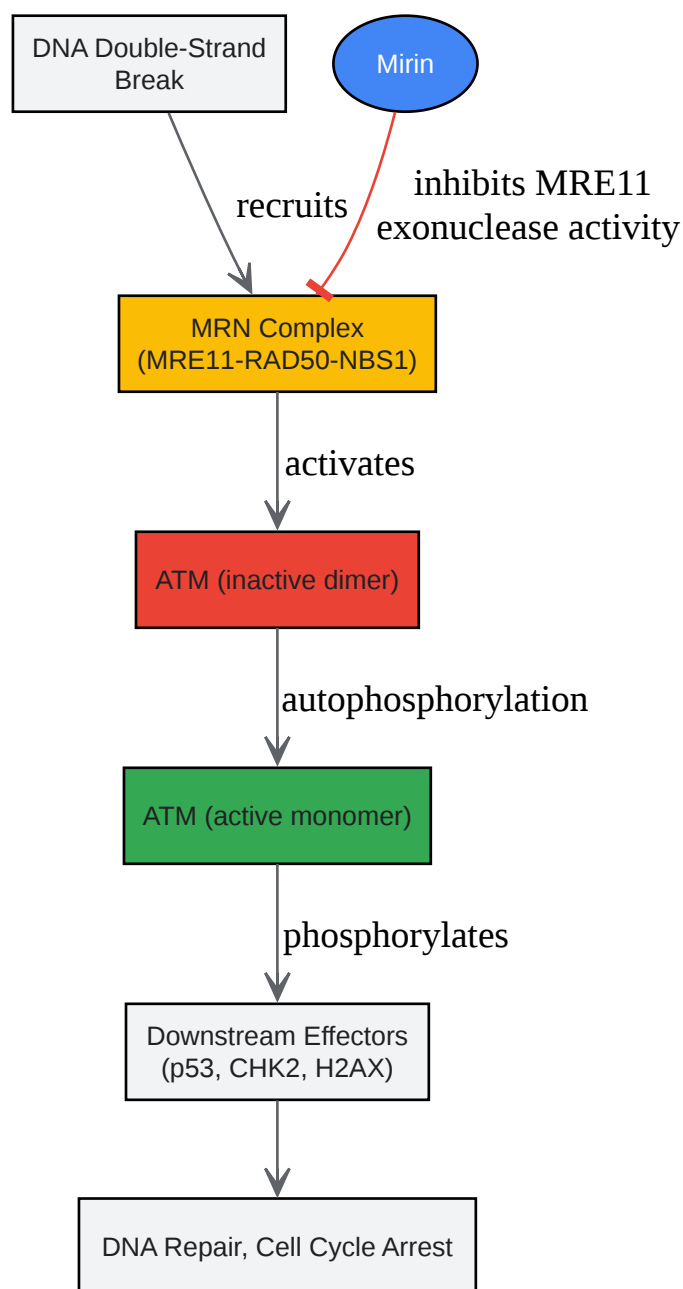 DNA Double-Strand
Break
Mirin
recruits
inhibits MRE11
exonuclease activity
MRN Complex
(MRE11-RAD50-NBS1)
activates
ATM (inactive dimer)
autophosphorylation
ATM (active monomer)
phosphorylates
Downstream Effectors
(p53, CHK2, H2AX)
DNA Repair, Cell Cycle Arrest